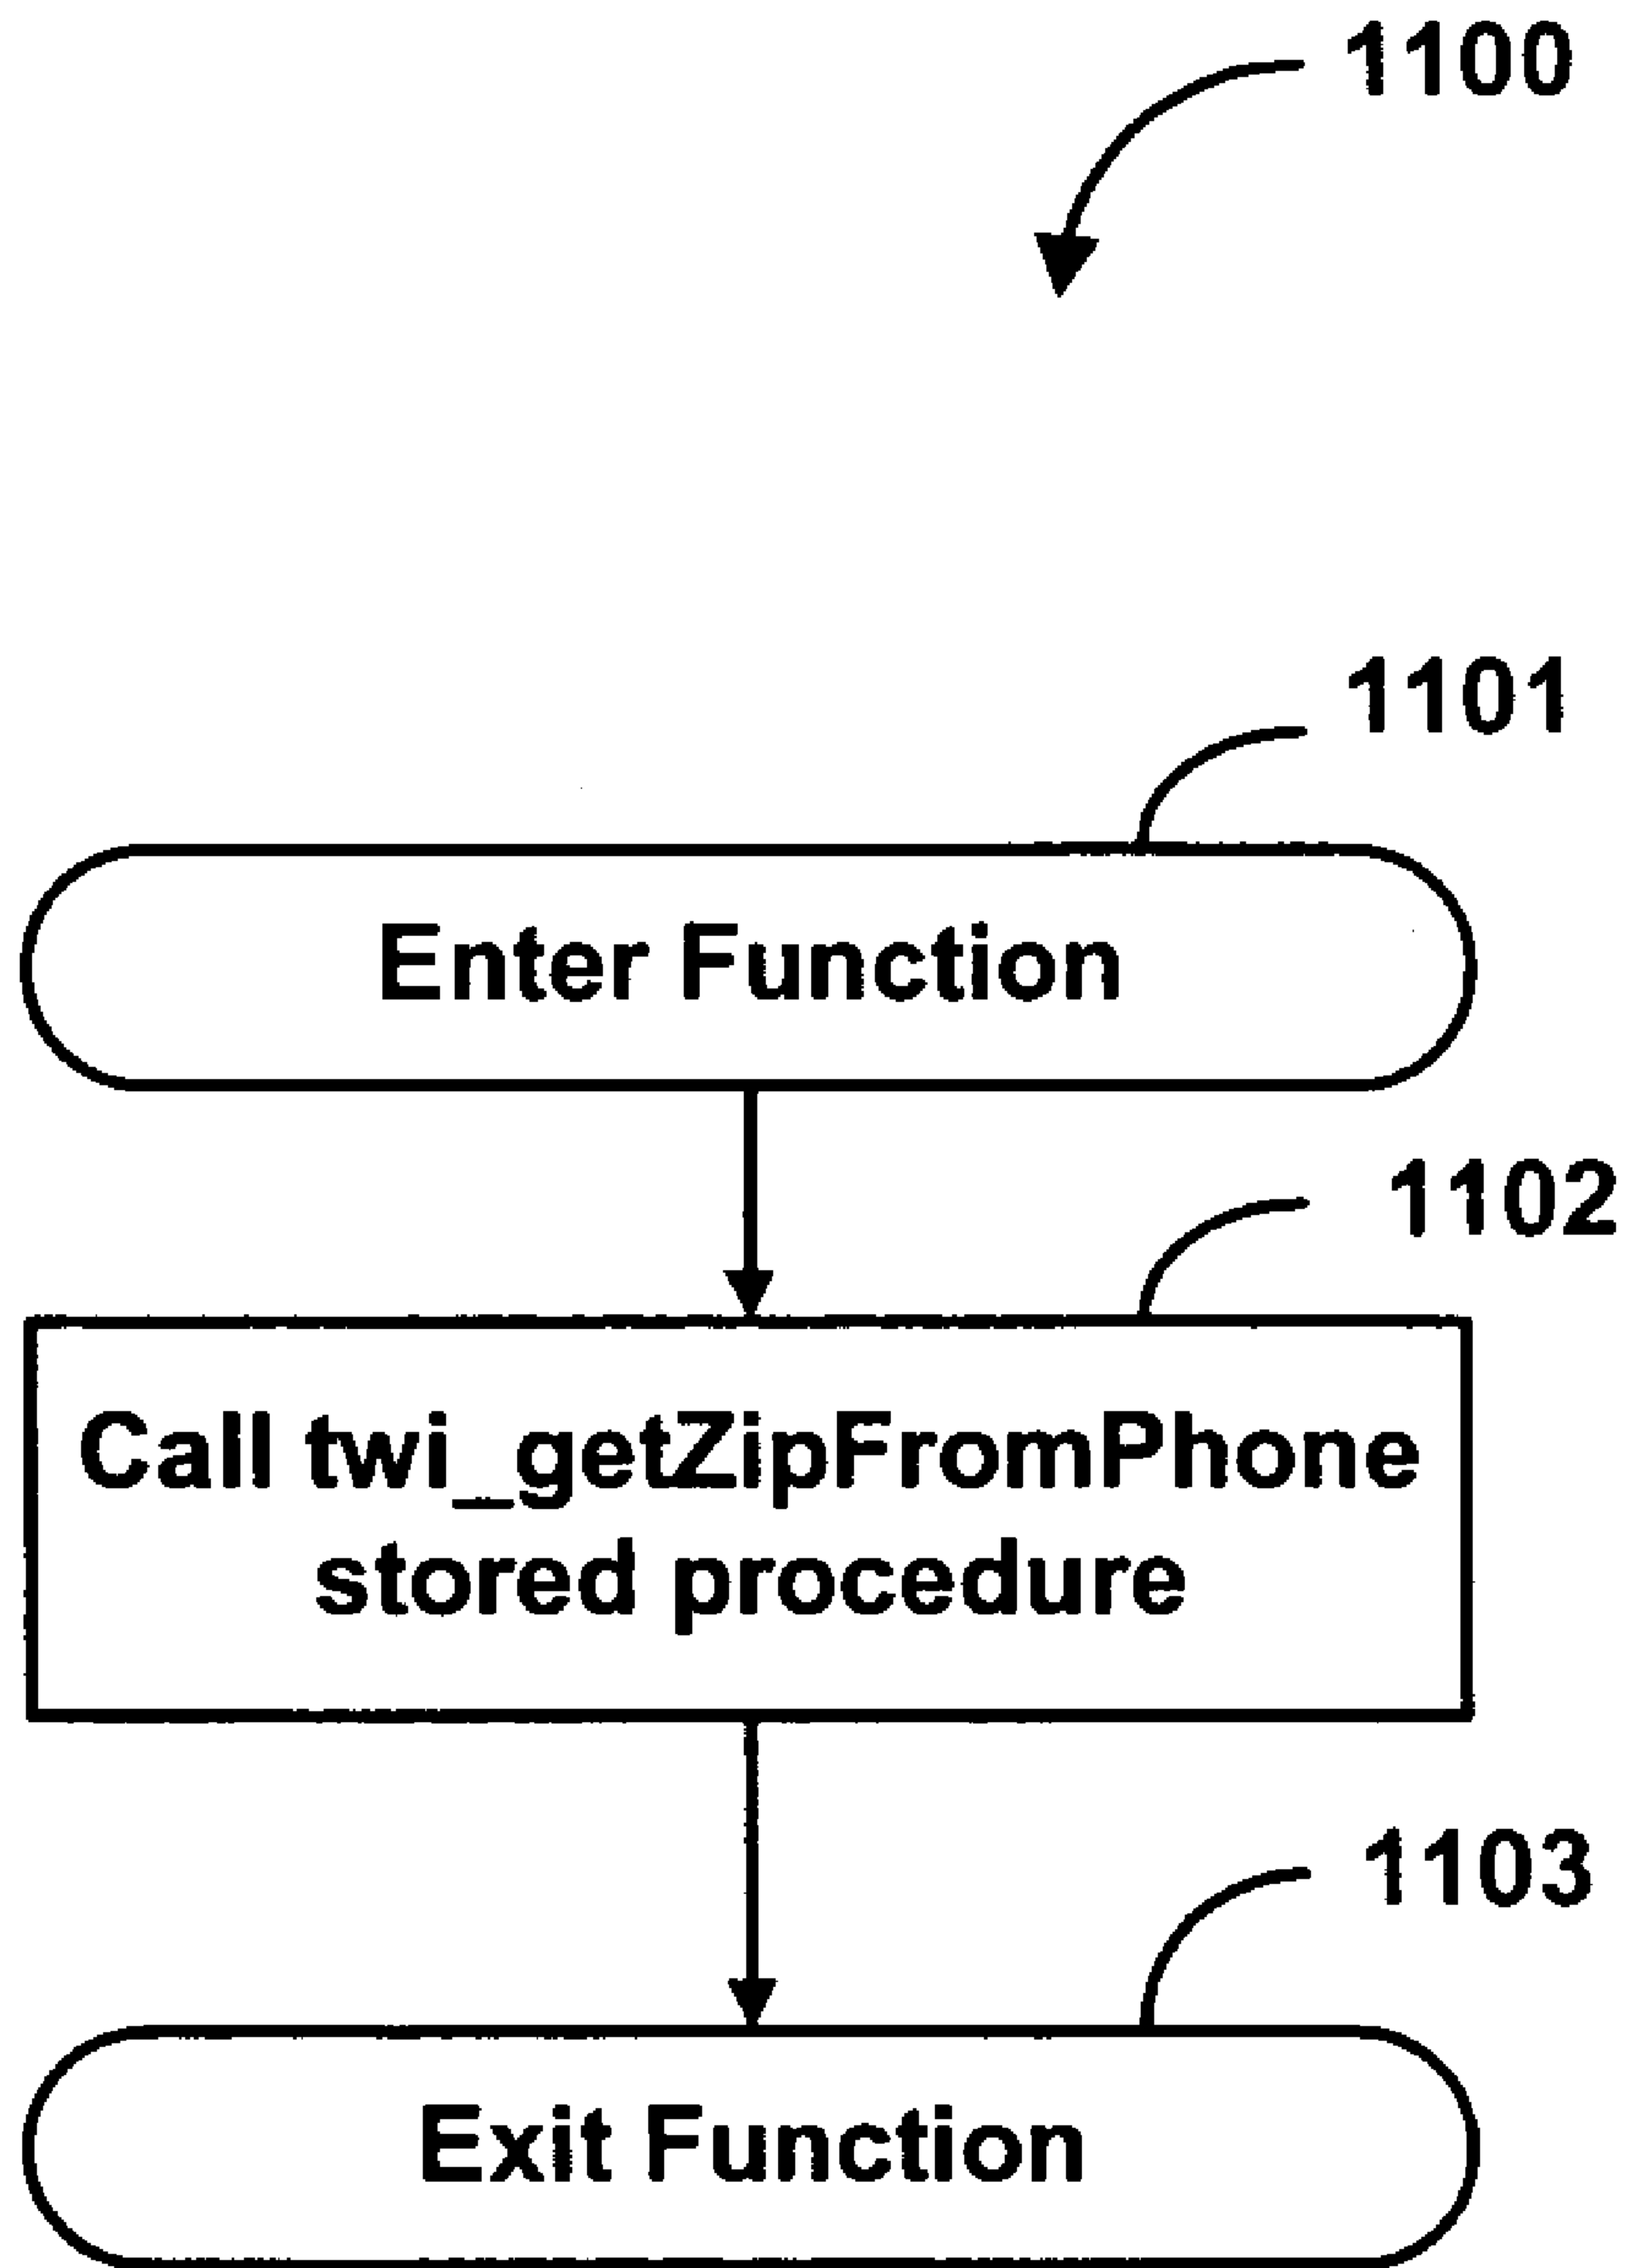 1100
1101
Enter Function
1102
Call twi_getZipFromPhone
stored procedure
1103
Exit Function